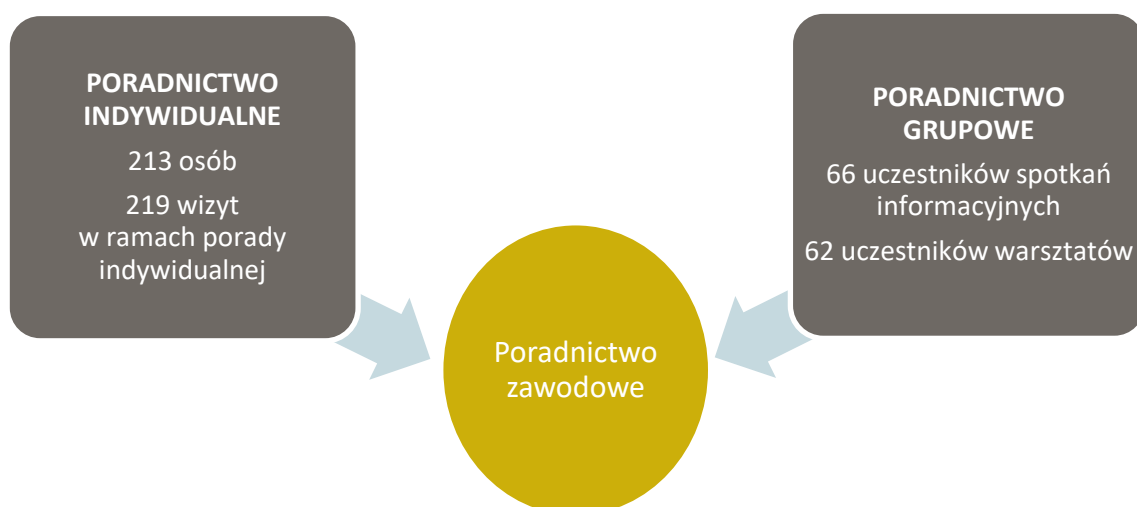 PORADNICTWO
INDYWIDUALNE
213 osób
219 wizyt
w ramach porady
indywidualnej
PORADNICTWO
GRUPOWE
66 uczestników spotkań
informacyjnych
62 uczestników warsztatów
Poradnictwo
zawodowe